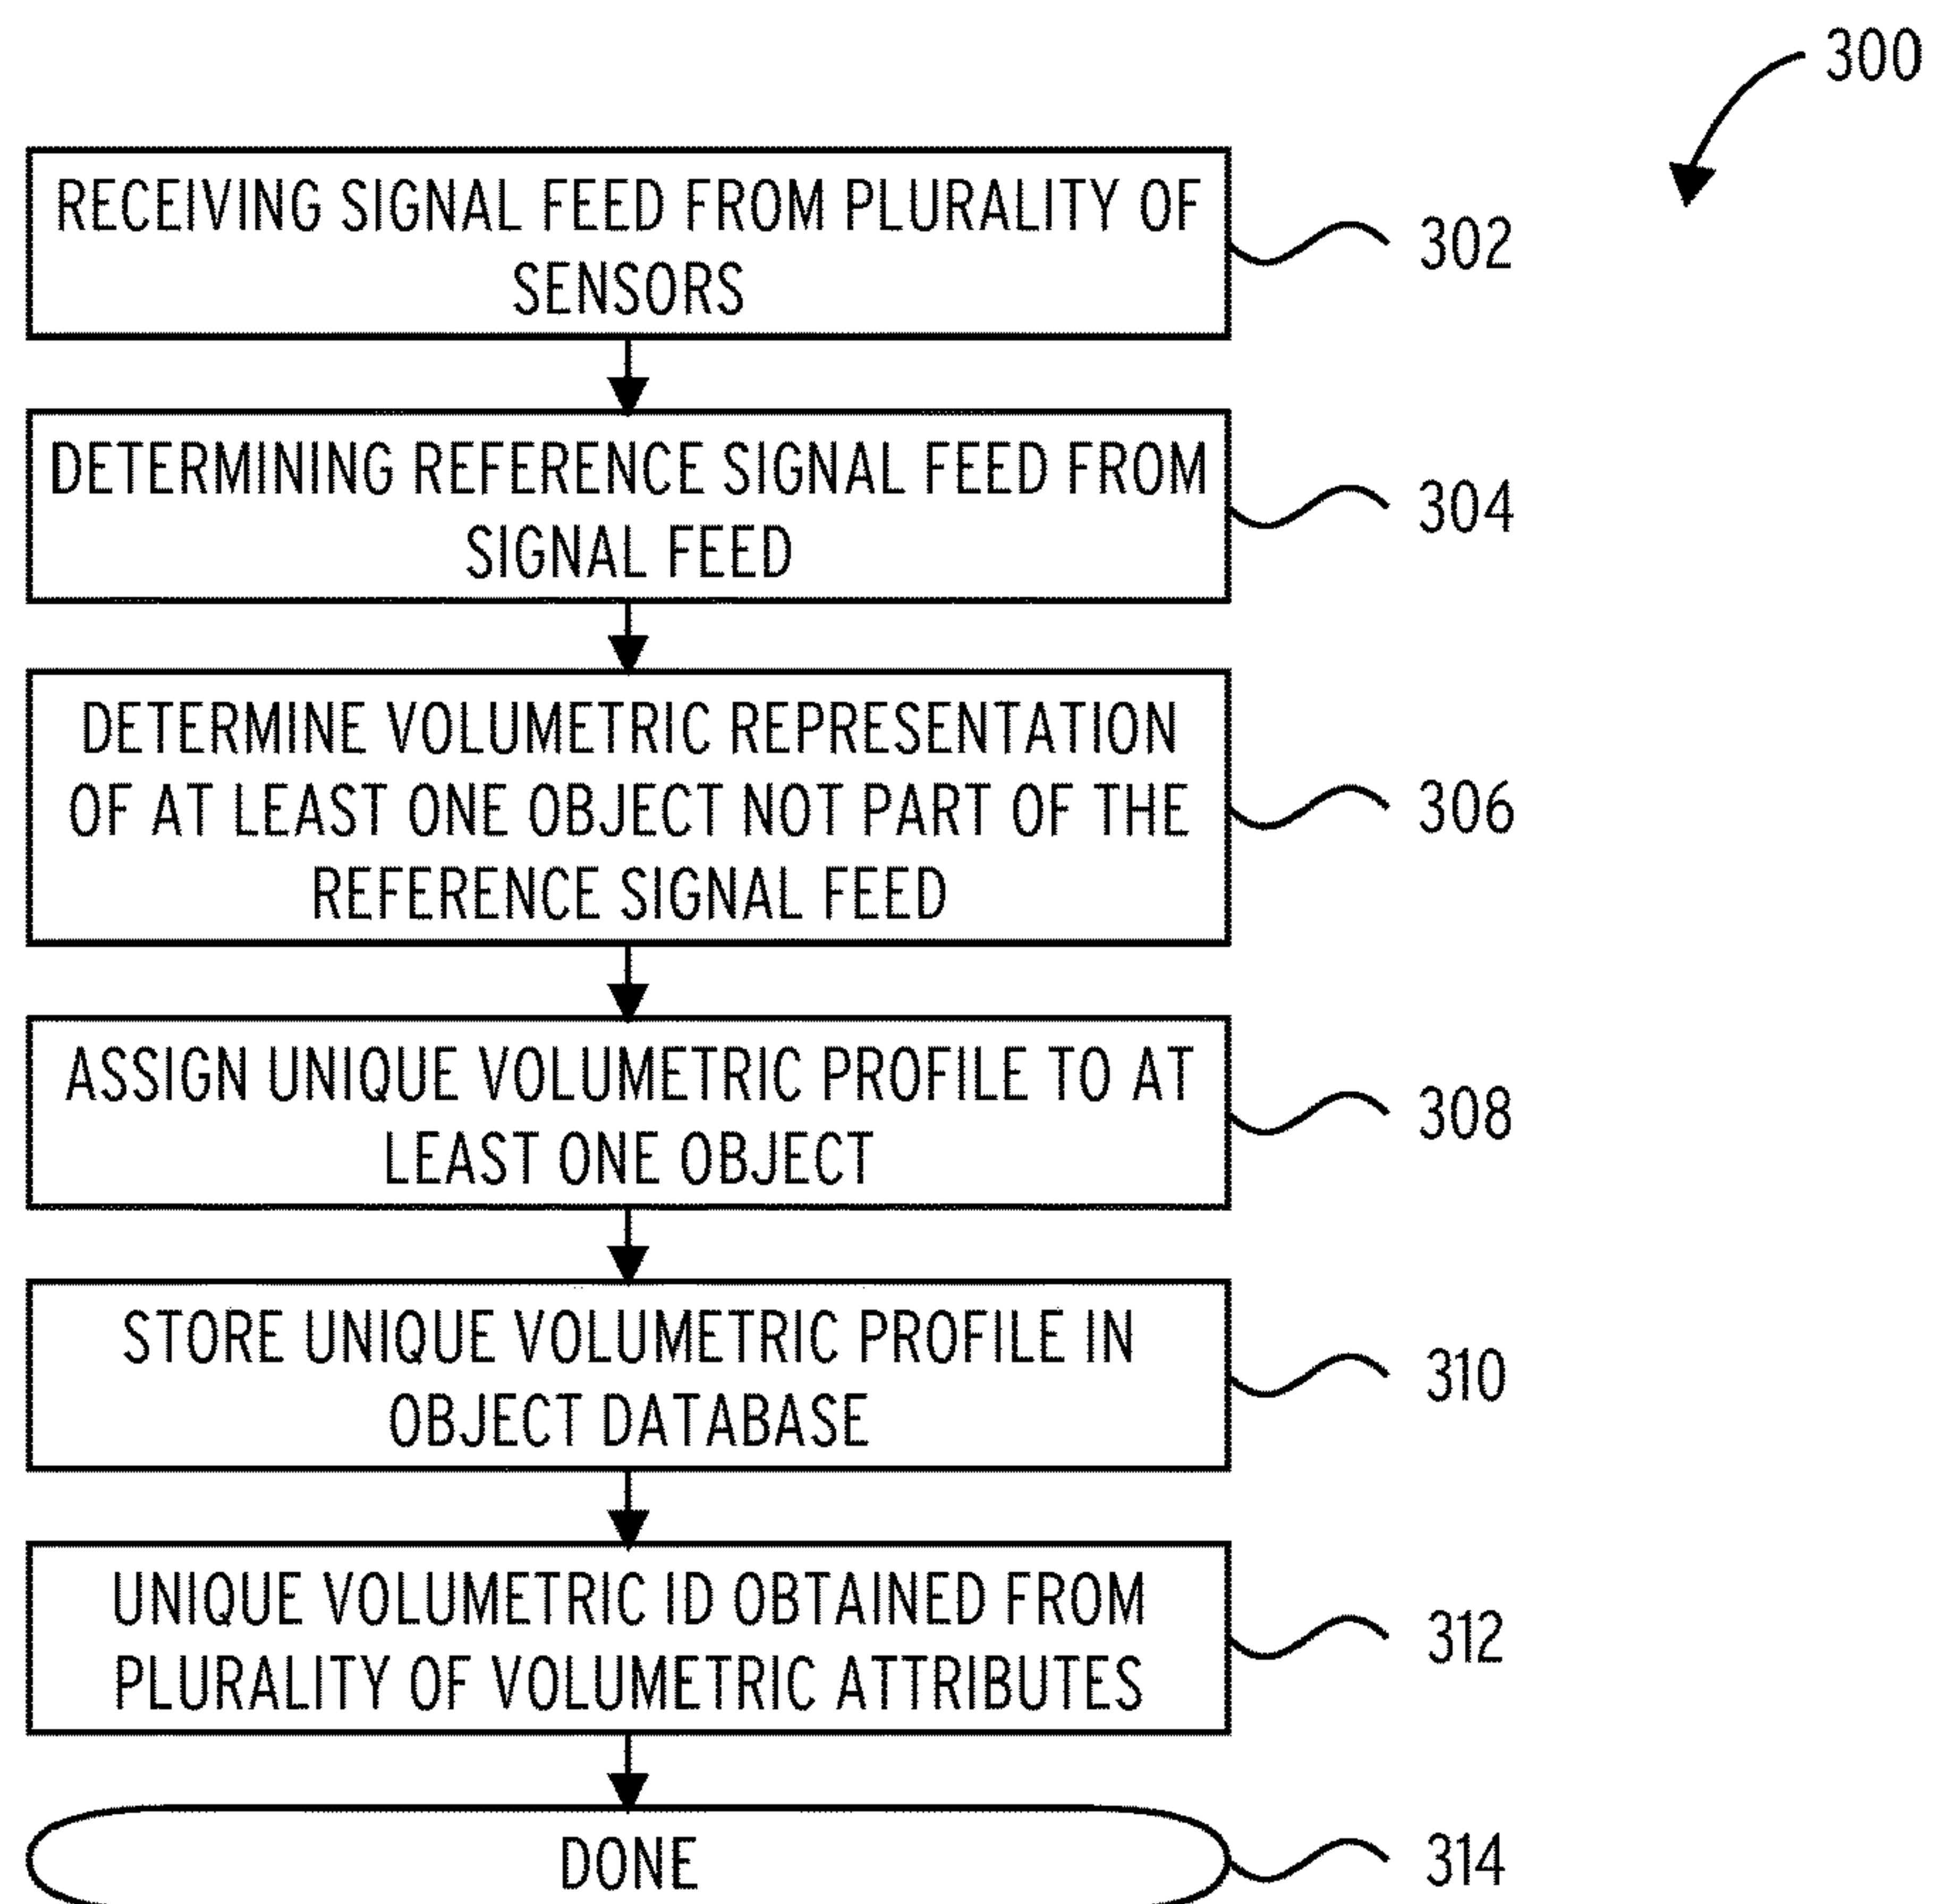 300
RECEIVING SIGNAL FEED FROM PLURALITY OF
SENSORS
302
DETERMINING REFERENCE SIGNAL FEED FROM
SIGNAL FEED
304
DETERMINE VOLUMETRIC REPRESENTATION
OF AT LEAST ONE OBJECT NOT PART OF THE
REFERENCE SIGNAL FEED
306
ASSIGN UNIQUE VOLUMETRIC PROFILE TO AT
LEAST ONE OBJECT
308
STORE UNIQUE VOLUMETRIC PROFILE IN
OBJECT DATABASE
310
UNIQUE VOLUMETRIC ID OBTAINED FROM
PLURALITY OF VOLUMETRIC ATTRIBUTES
312
DONE
314